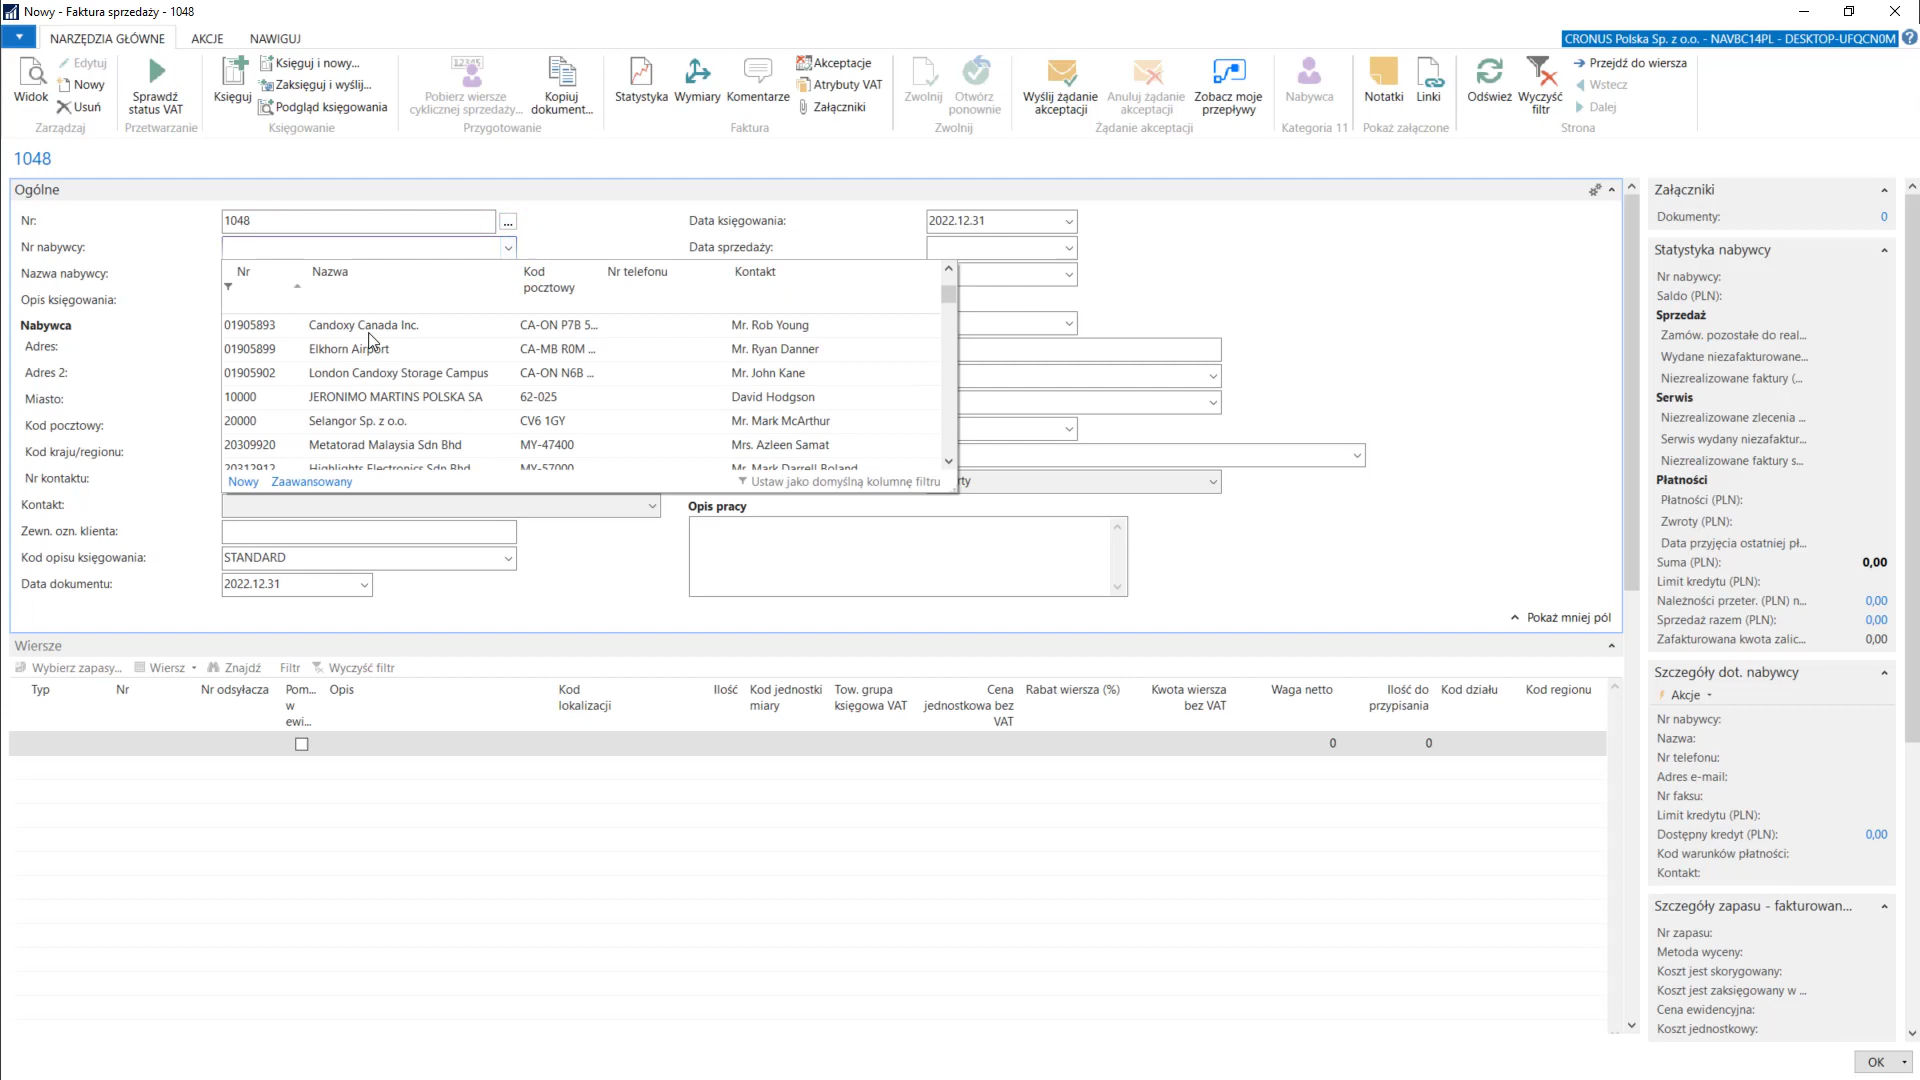 Nowy - Faktura sprzedaży - 1048
NARZĘDZIA GŁÓWNE AKCJE NAWIGUJ
CRONUS Polska Sp. z o.o. - NAVBC14PL - DESKTOP-UFQCN0M
Widok
Edytuj
Nowy
Usuń
Zarządzaj
Sprawdź status VAT
Przetwarzanie
Księguj
Księguj i nowy...
Zaksięguj i wyślij...
Podgląd księgowania
Księgowanie
12345
Pobierz wiersze cyklicznej sprzedaży...
Kopiuj dokument...
Przygotowanie
Statystyka Wymiary Komentarze
Akceptacje
Atrybuty VAT
Załączniki
Faktura
Zwolnij
Otwórz ponownie
Zwolnij
Wyślij żądanie akceptacji
Anuluj żądanie akceptacji
Zobacz moje przepływy
Żądanie akceptacji
Nabywca
Kategoria 11
Notatki Linki
Pokaż załączone
Odśwież
Wyczyść filtr
Przejdź do wiersza
Wstecz
Dalej
Strona
1048
Ogólne
Nr: 1048 ...
Nr nabywcy:
Nazwa nabywcy:
Opis księgowania:
Nabywca
Adres:
Adres 2:
Miasto:
Kod pocztowy:
Kod kraju/regionu:
Nr kontaktu:
Kontakt:
Zewn. ozn. klienta:
Kod opisu księgowania: STANDARD
Data dokumentu: 2022.12.31
Data księgowania: 2022.12.31
Data sprzedaży:
Nr Nazwa Kod pocztowy Nr telefonu Kontakt
01905893 Candoxy Canada Inc. CA-ON P7B 5... Mr. Rob Young
01905899 Elkhorn Airport CA-MB R0M ... Mr. Ryan Danner
01905902 London Candoxy Storage Campus CA-ON N6B ... Mr. John Kane
10000 JERONIMO MARTINS POLSKA SA 62-025 David Hodgson
20000 Selangor Sp. z o.o. CV6 1GY Mr. Mark McArthur
20309920 Metatorad Malaysia Sdn Bhd MY-47400 Mrs. Azleen Samat
20312912 Highlights Electronics Sdn Bhd MY-57000 Mr. Mark Darrell Boland
Nowy Zaawansowany Ustaw jako domyślną kolumnę filtru
rty
Opis pracy
Pokaż mniej pól
Wiersze
Wybierz zapasy... Wiersz Znajdź Filtr Wyczyść filtr
Typ Nr Nr odsyłacza Pom... w ewi... Opis Kod lokalizacji Ilość Kod jednostki miary Tow. grupa księgowa VAT Cena jednostkowa bez VAT Rabat wiersza (%) Kwota wiersza bez VAT Waga netto Ilość do przypisania Kod działu Kod regionu
0 0
Załączniki
Dokumenty: 0
Statystyka nabywcy
Nr nabywcy:
Saldo (PLN):
Sprzedaż
Zamów. pozostałe do real...
Wydane niezafakturowane...
Niezrealizowane faktury (...
Serwis
Niezrealizowane zlecenia ...
Serwis wydany niezafaktur...
Niezrealizowane faktury s...
Płatności
Płatności (PLN):
Zwroty (PLN):
Data przyjęcia ostatniej pł...
Suma (PLN): 0,00
Limit kredytu (PLN):
Należności przeter. (PLN) n... 0,00
Sprzedaż razem (PLN): 0,00
Zafakturowana kwota zalic... 0,00
Szczegóły dot. nabywcy
Akcje
Nr nabywcy:
Nazwa:
Nr telefonu:
Adres e-mail:
Nr faksu:
Limit kredytu (PLN):
Dostępny kredyt (PLN): 0,00
Kod warunków płatności:
Kontakt:
Szczegóły zapasu - fakturowan...
Nr zapasu:
Metoda wyceny:
Koszt jest skorygowany:
Koszt jest zaksięgowany w ...
Cena ewidencyjna:
Koszt jednostkowy:
OK